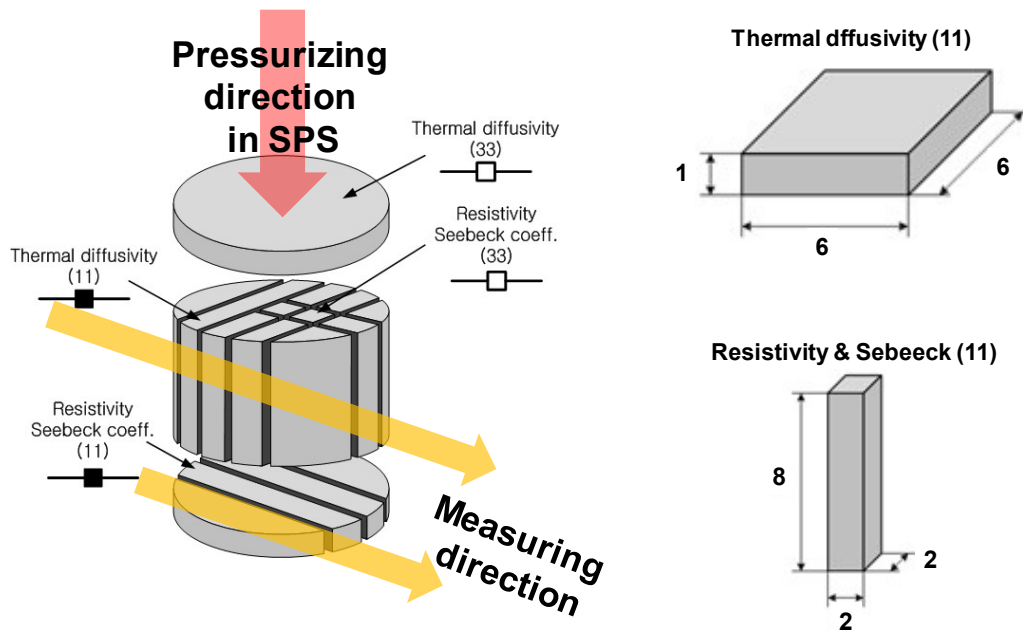 Pressurizing
direction
in SPS
Thermal diffusivity
(33)
Resistivity
Seebeck coeff.
(33)
Thermal diffusivity
(11)
Resistivity
Seebeck coeff.
(11)
Measuring
direction
Thermal dffusivity (11)
1
6
6
Resistivity & Sebeeck (11)
8
2
2